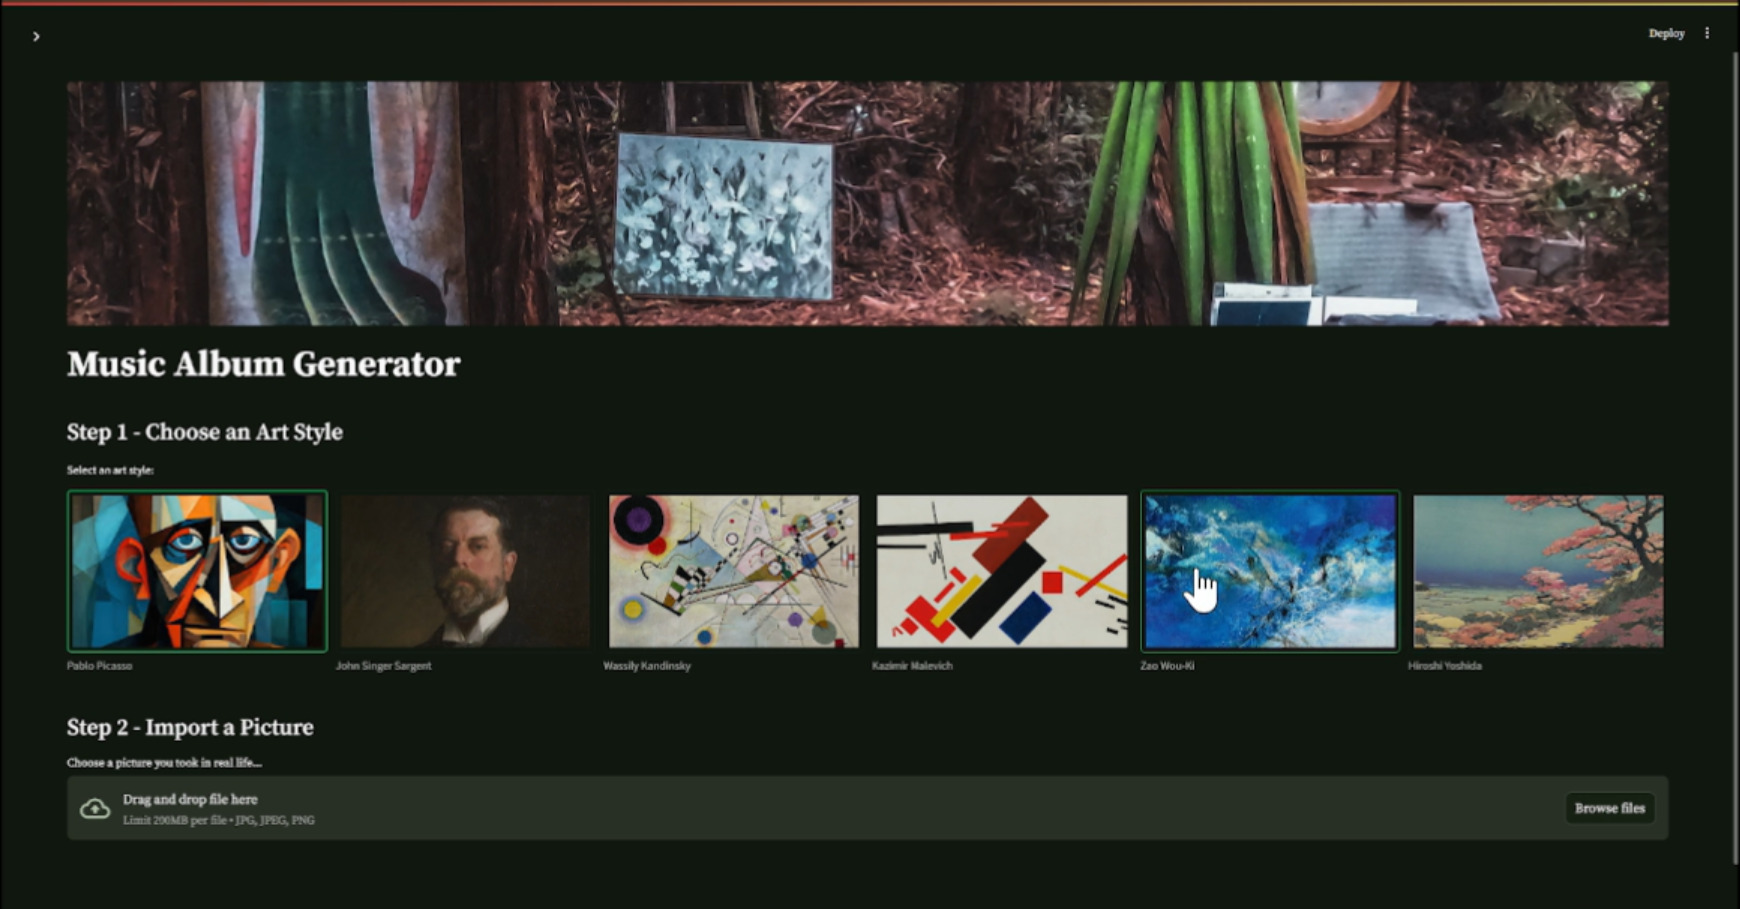 Deploy
Music Album Generator
Step 1 - Choose an Art Style
Select an art style:
Pablo Picasso
John Singer Sargent
Wassily Kandinsky
Kazimir Malevich
Zao Wou-Ki
Hiroshi Yoshida
Step 2 - Import a Picture
Choose a picture you took in real life...
Drag and drop file here
Limit 200MB per file • JPG, JPEG, PNG
Browse files